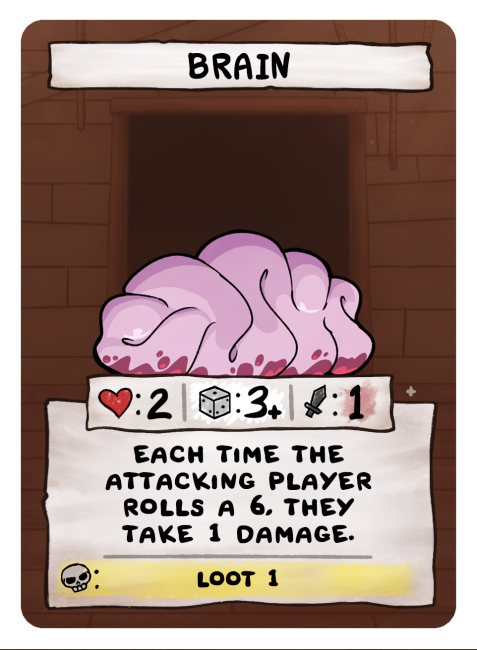 BRAIN
:2 :3+ :1
EACH TIME THE
ATTACKING PLAYER
ROLLS A 6, THEY
TAKE 1 DAMAGE.
: LOOT 1